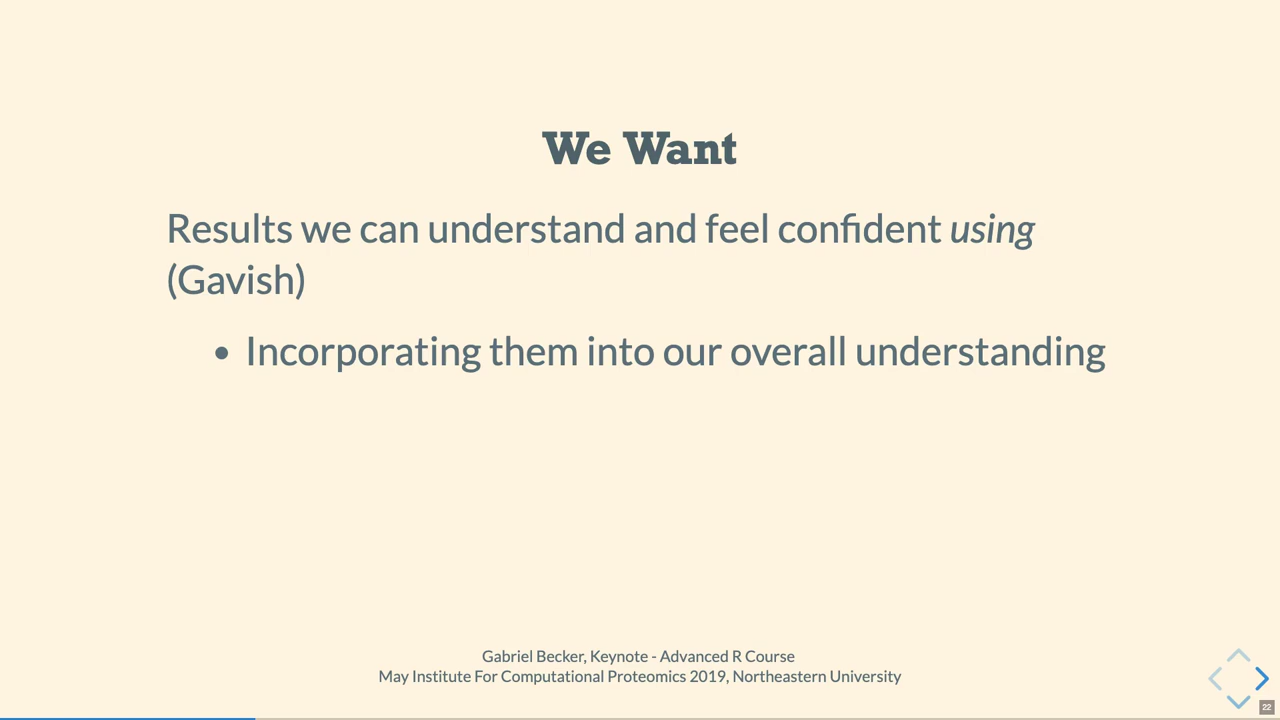 We Want
Results we can understand and feel confident using
(Gavish)
• Incorporating them into our overall understanding
Gabriel Becker, Keynote - Advanced R Course
May Institute For Computational Proteomics 2019, Northeastern University
22